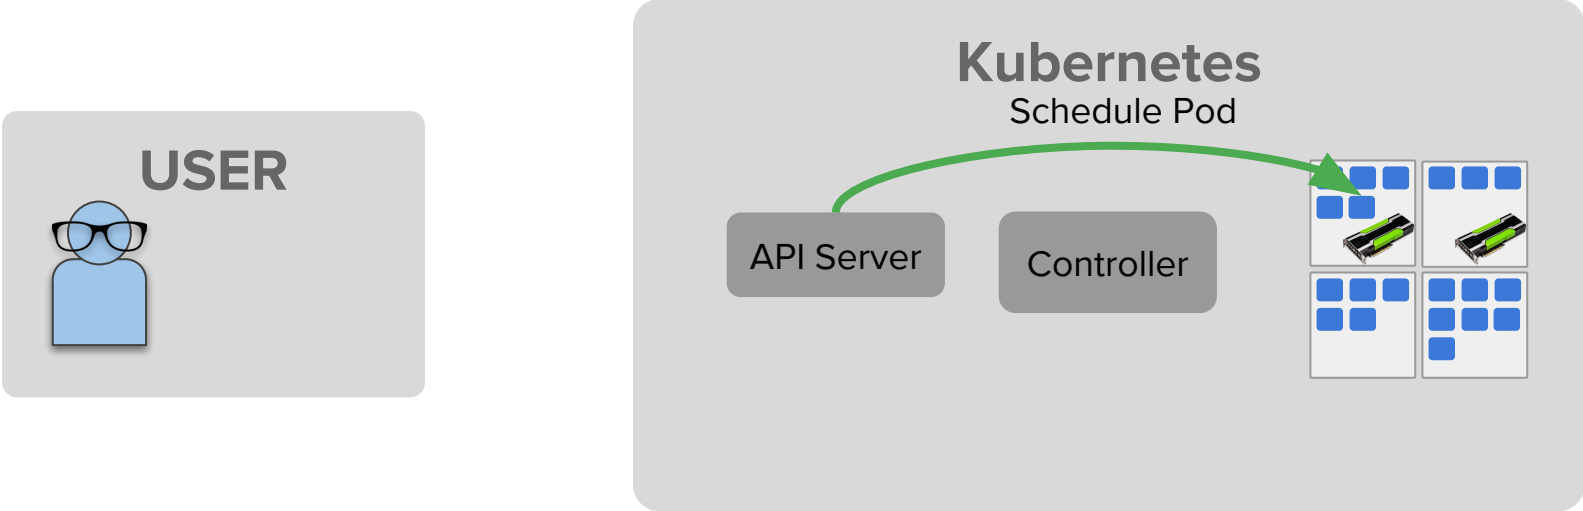 USER
Kubernetes
Schedule Pod
API Server
Controller